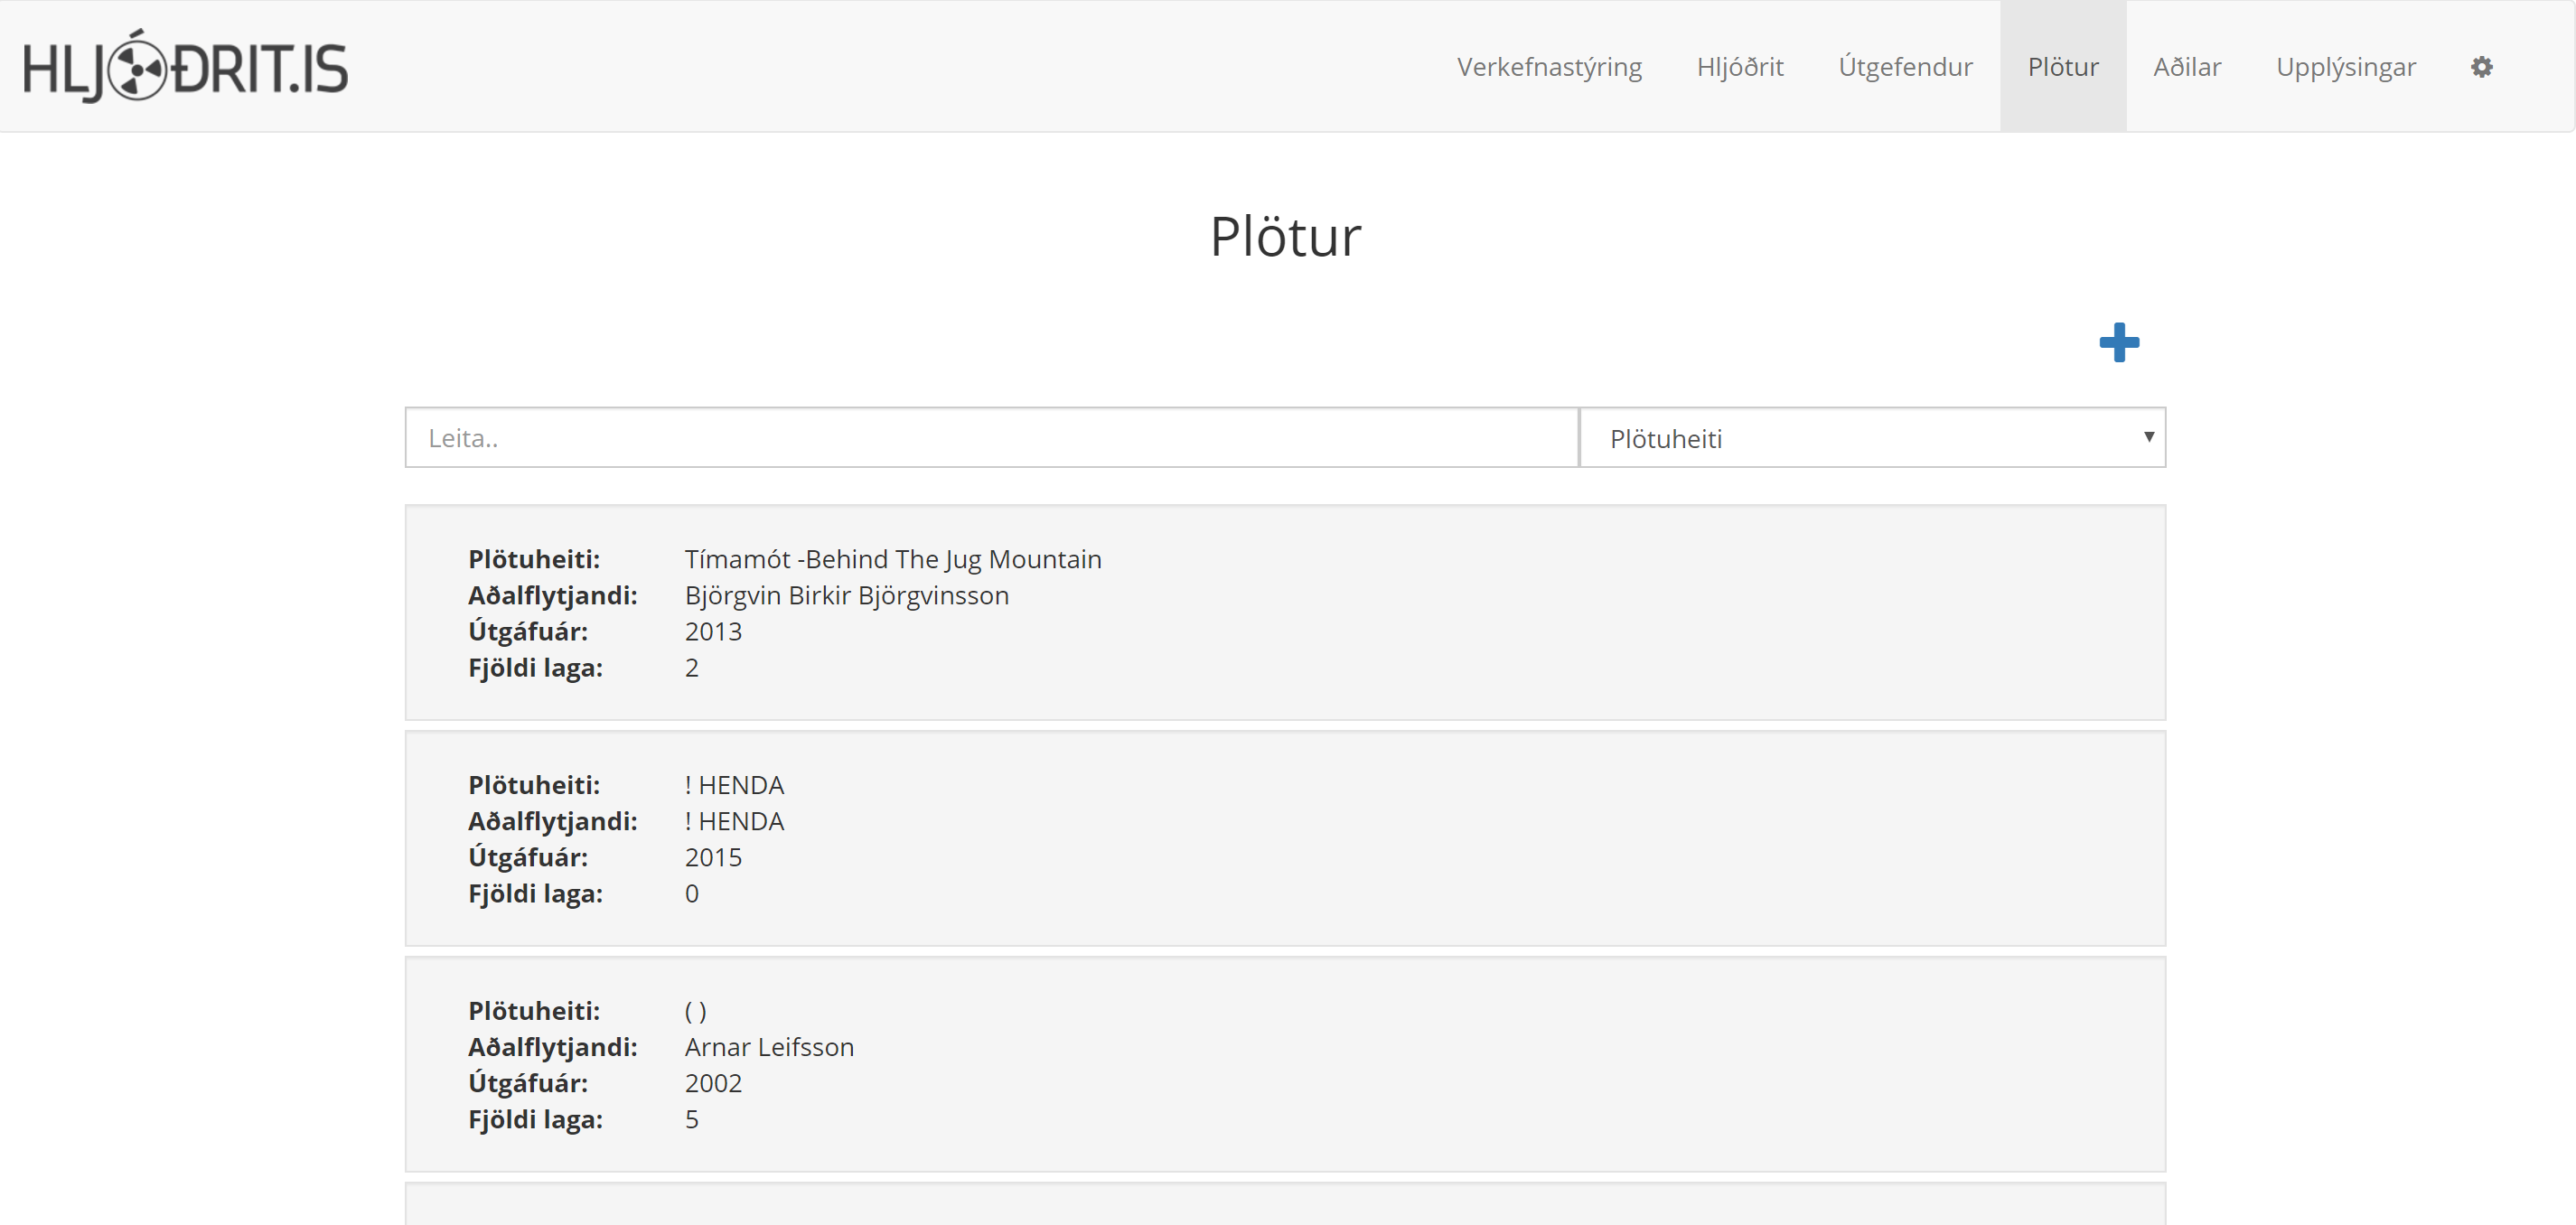 HLJÓÐRIT.IS
Verkefnastýring Hljóðrit Útgefendur Plötur Aðilar Upplýsingar
Plötur
Leita.. Plötuheiti
Plötuheiti: Tímamót -Behind The Jug Mountain
Aðalflytjandi: Björgvin Birkir Björgvinsson
Útgáfuár: 2013
Fjöldi laga: 2
Plötuheiti: ! HENDA
Aðalflytjandi: ! HENDA
Útgáfuár: 2015
Fjöldi laga: 0
Plötuheiti: ( )
Aðalflytjandi: Arnar Leifsson
Útgáfuár: 2002
Fjöldi laga: 5